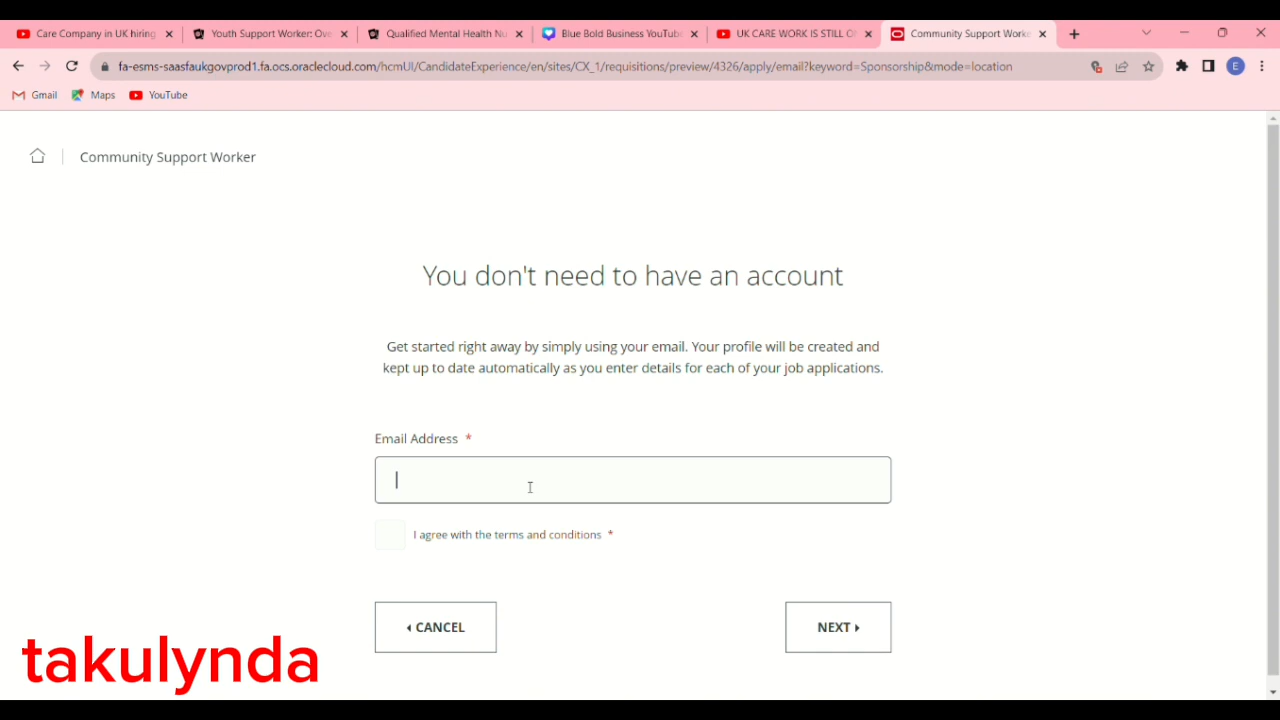 Care Company in UK hiring
Youth Support Worker: Ove
Qualified Mental Health Nu
Blue Bold Business YouTube
UK CARE WORK IS STILL O
Community Support Worke
fa-esms-saasfaukgovprod1.fa.ocs.oraclecloud.com/hcmUI/CandidateExperience/en/sites/CX_1/requisitions/preview/4326/apply/email?keyword=Sponsorship&mode=location
E
Gmail
Maps
YouTube
Community Support Worker
You don't need to have an account
Get started right away by simply using your email. Your profile will be created and
kept up to date automatically as you enter details for each of your job applications.
Email Address *
I agree with the terms and conditions *
CANCEL
NEXT
takulynda